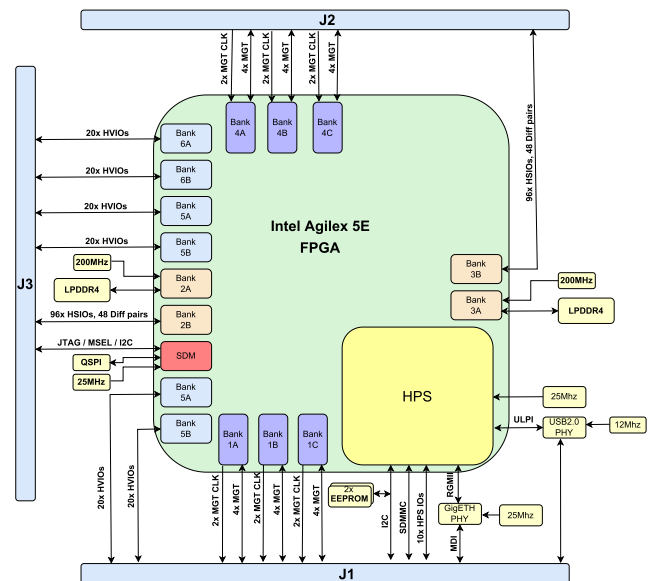 J2
2x MGT CLK
4x MGT
2x MGT CLK
4x MGT
2x MGT CLK
4x MGT
96x HSIOs, 48 Diff pairs
J3
20x HVIOs
20x HVIOs
20x HVIOs
20x HVIOs
200MHz
LPDDR4
96x HSIOs, 48 Diff pairs
JTAG / MSEL / I2C
QSPI
25MHz
Bank
4A
Bank
4B
Bank
4C
Bank
6A
Bank
6B
Bank
5A
Bank
5B
Bank
2A
Bank
2B
SDM
Bank
5A
Bank
5B
Intel Agilex 5E
FPGA
Bank
3B
Bank
3A
200MHz
LPDDR4
HPS
25Mhz
ULPI
USB2.0
PHY
12Mhz
Bank
1A
Bank
1B
Bank
1C
20x HVIOs
20x HVIOs
2x MGT CLK
4x MGT
2x MGT CLK
4x MGT
2x MGT CLK
4x MGT
2x
EEPROM
I2C
SDMMC
10x HPS IOs
RGMII
GigETH
PHY
25Mhz
MDI
J1